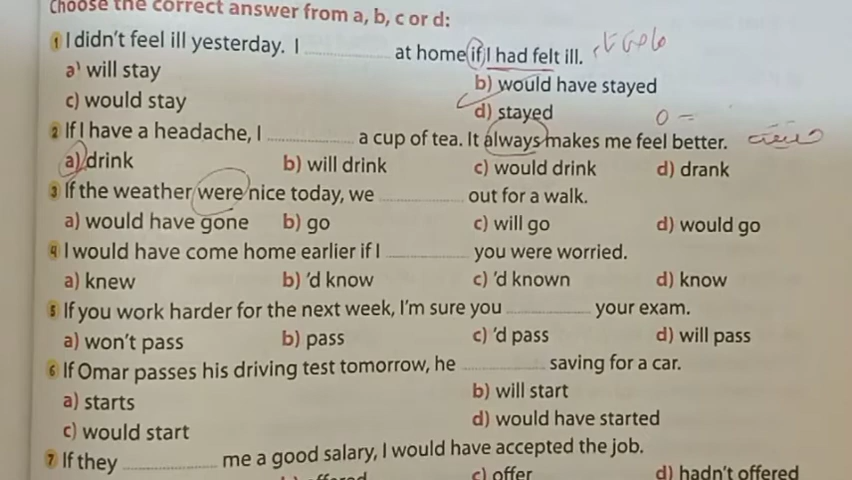 Choose the correct answer from a, b, c or d:
1 I didn't feel ill yesterday. I ............ at home if I had felt ill. ماضي تام
a) will stay b) would have stayed
c) would stay d) stayed
0 =
2 If I have a headache, I ............ a cup of tea. It always makes me feel better. حقيقة
a) drink b) will drink c) would drink d) drank
3 If the weather were nice today, we ............ out for a walk.
a) would have gone b) go c) will go d) would go
4 I would have come home earlier if I ............ you were worried.
a) knew b) 'd know c) 'd known d) know
5 If you work harder for the next week, I'm sure you ............ your exam.
a) won't pass b) pass c) 'd pass d) will pass
6 If Omar passes his driving test tomorrow, he ............ saving for a car.
a) starts b) will start
c) would start d) would have started
7 If they ............ me a good salary, I would have accepted the job.
offered c) offer d) hadn't offered